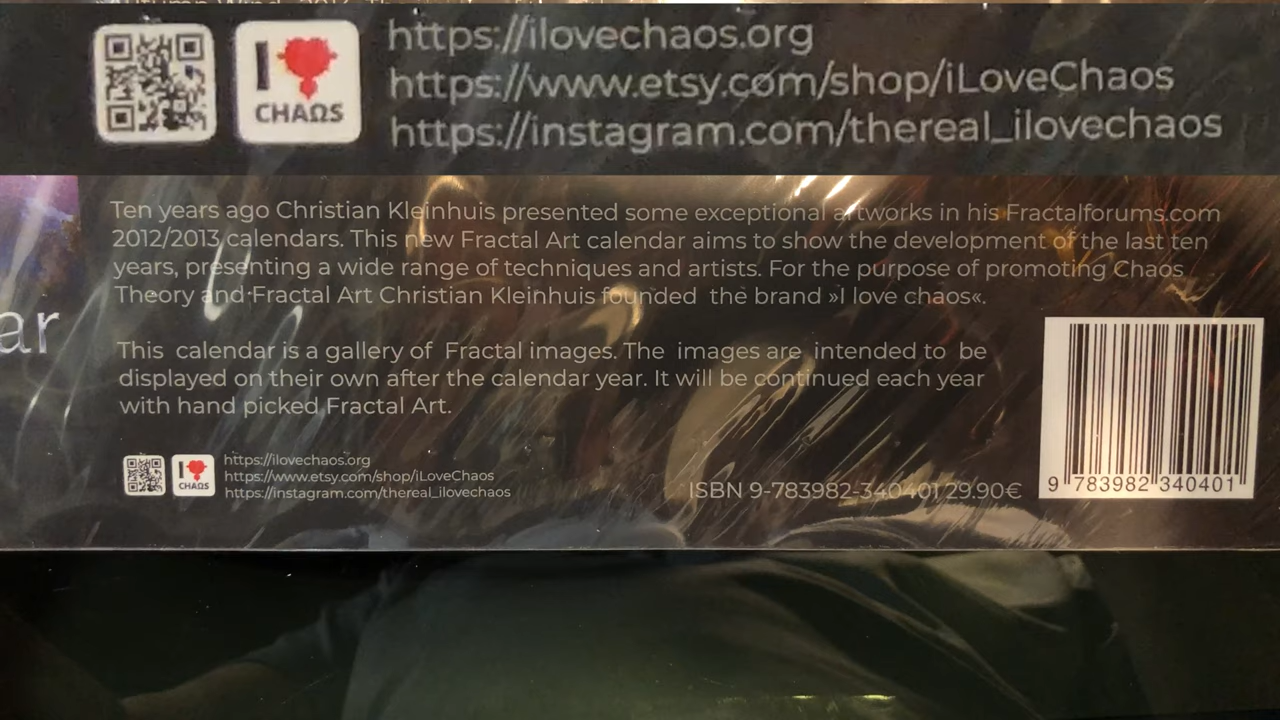 I
CHAΩS
https://ilovechaos.org
https://www.etsy.com/shop/iLoveChaos
https://instagram.com/thereal_ilovechaos
Ten years ago Christian Kleinhuis presented some exceptional artworks in his Fractalforums.com
2012/2013 calendars. This new Fractal Art calendar aims to show the development of the last ten
years, presenting a wide range of techniques and artists. For the purpose of promoting Chaos
Theory and Fractal Art Christian Kleinhuis founded the brand »I love chaos«.
ar
This calendar is a gallery of Fractal images. The images are intended to be
displayed on their own after the calendar year. It will be continued each year
with hand picked Fractal Art.
I
CHAΩS
https://ilovechaos.org
https://www.etsy.com/shop/iLoveChaos
https://instagram.com/thereal_ilovechaos
ISBN 9-783982-340401 29.90€
9 783982 340401